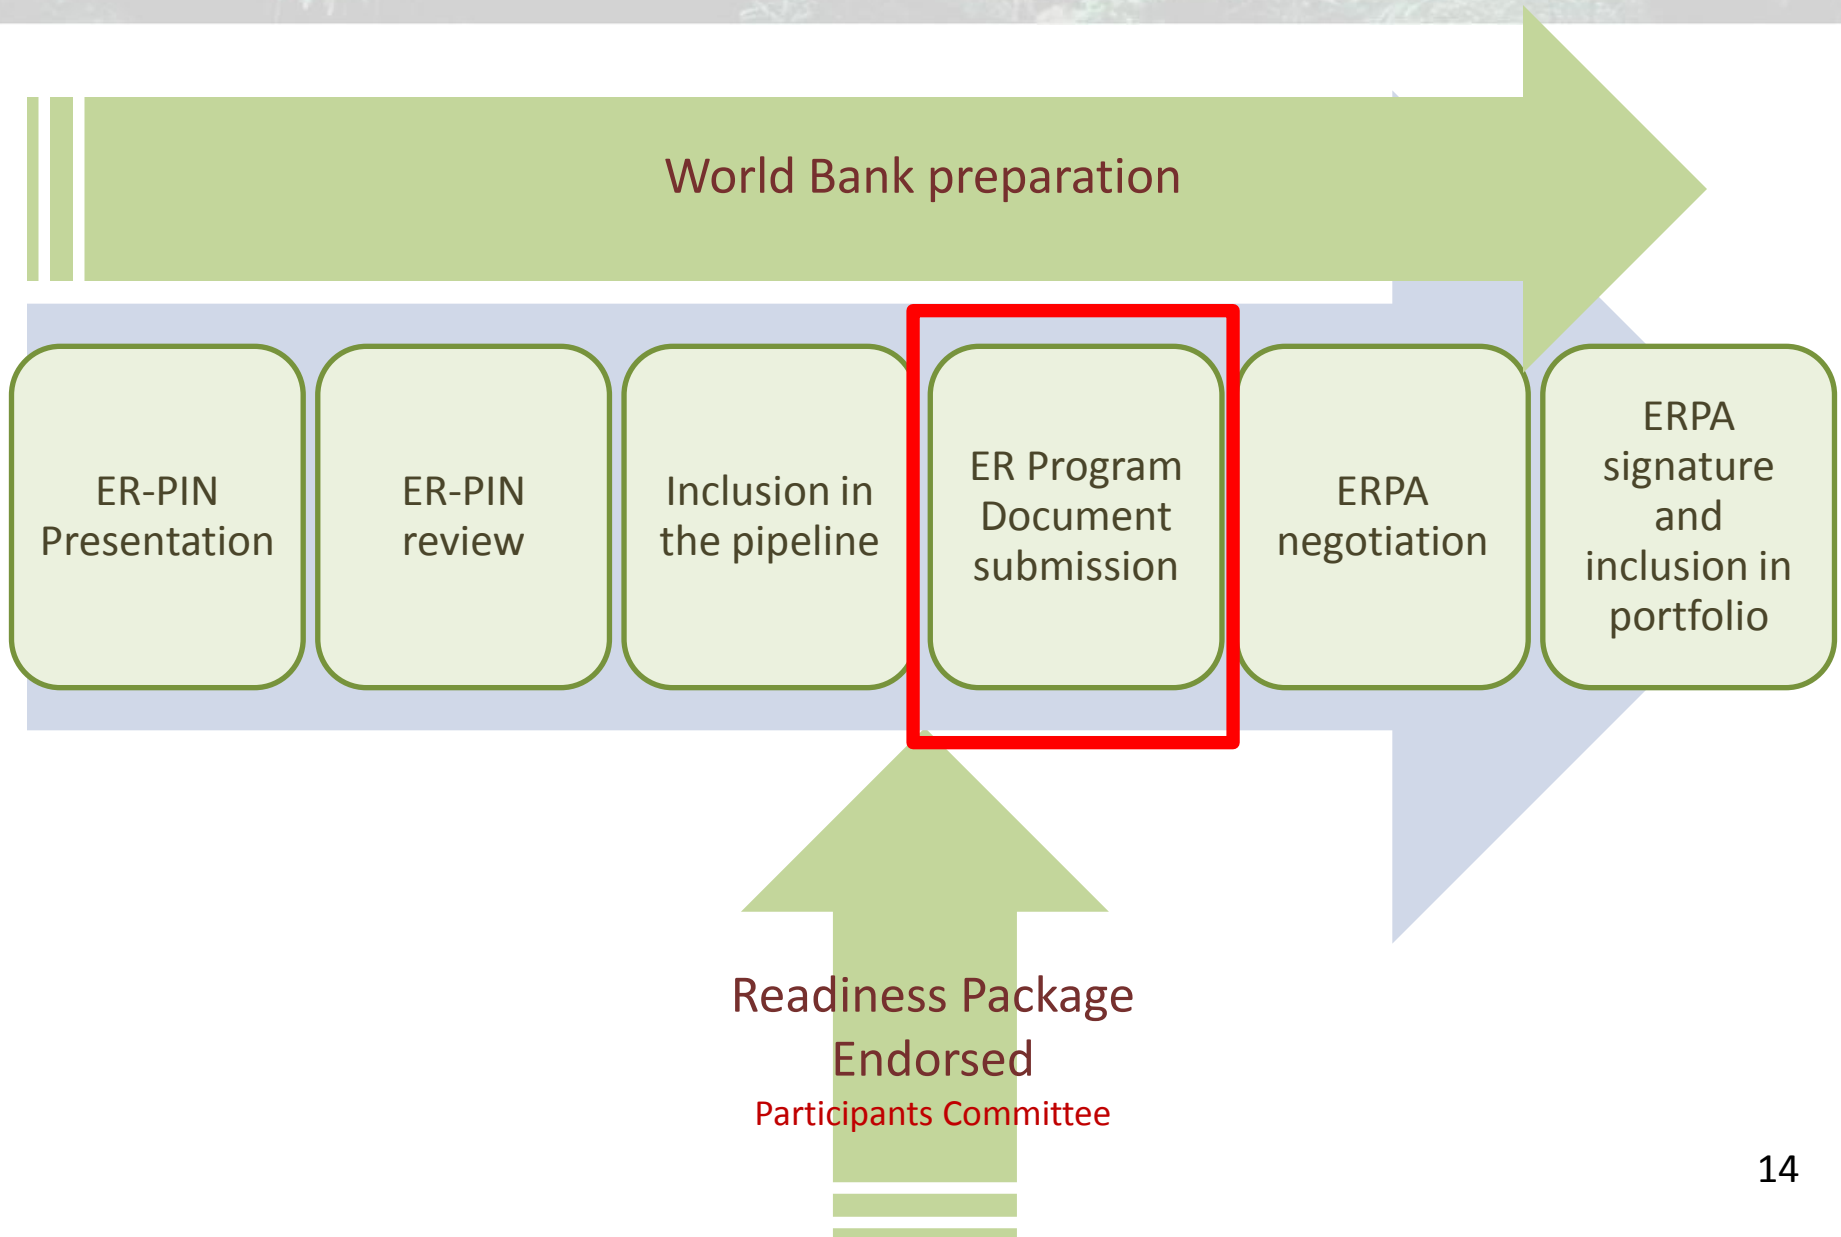 World Bank preparation
ER-PIN
Presentation
ER-PIN
review
Inclusion in
the pipeline
ER Program
Document
submission
ERPA
negotiation
ERPA
signature
and
inclusion in
portfolio
Readiness Package
Endorsed
Participants Committee
14